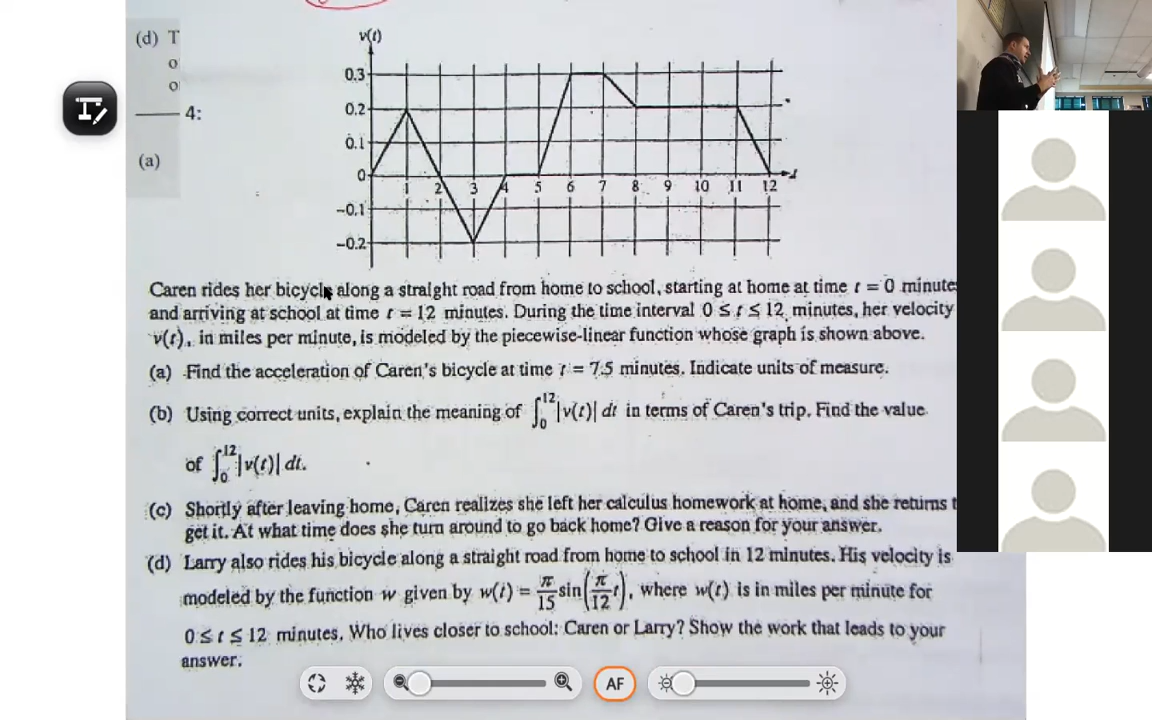 (d) T
o
o
4:
(a)
v(t)
0.3
0.2
0.1
0
-0.1
-0.2
1 2 3 4 5 6 7 8 9 10 11 12
t
Caren rides her bicycle along a straight road from home to school, starting at home at time t = 0 minutes
and arriving at school at time t = 12 minutes. During the time interval 0 ≤ t ≤ 12 minutes, her velocity
v(t), in miles per minute, is modeled by the piecewise-linear function whose graph is shown above.
(a) Find the acceleration of Caren's bicycle at time t = 7.5 minutes. Indicate units of measure.
(b) Using correct units, explain the meaning of ∫₀¹² |v(t)| dt in terms of Caren's trip. Find the value
of ∫₀¹² |v(t)| dt.
(c) Shortly after leaving home, Caren realizes she left her calculus homework at home, and she returns t
get it. At what time does she turn around to go back home? Give a reason for your answer.
(d) Larry also rides his bicycle along a straight road from home to school in 12 minutes. His velocity is
modeled by the function w given by w(t) = π/15 sin(π/12 t), where w(t) is in miles per minute for
0 ≤ t ≤ 12 minutes. Who lives closer to school: Caren or Larry? Show the work that leads to your
answer.
AF